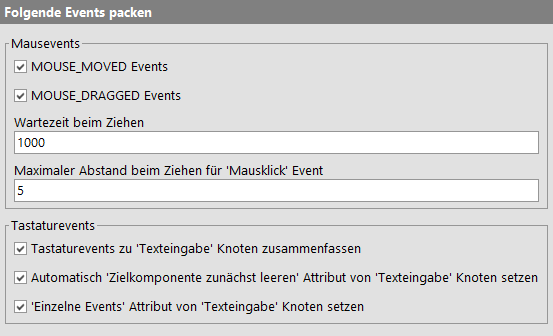 Folgende Events packen
Mausevents
MOUSE_MOVED Events
MOUSE_DRAGGED Events
Wartezeit beim Ziehen
1000
Maximaler Abstand beim Ziehen für 'Mausklick' Event
5
Tastaturevents
Tastaturevents zu 'Texteingabe' Knoten zusammenfassen
Automatisch 'Zielkomponente zunächst leeren' Attribut von 'Texteingabe' Knoten setzen
'Einzelne Events' Attribut von 'Texteingabe' Knoten setzen